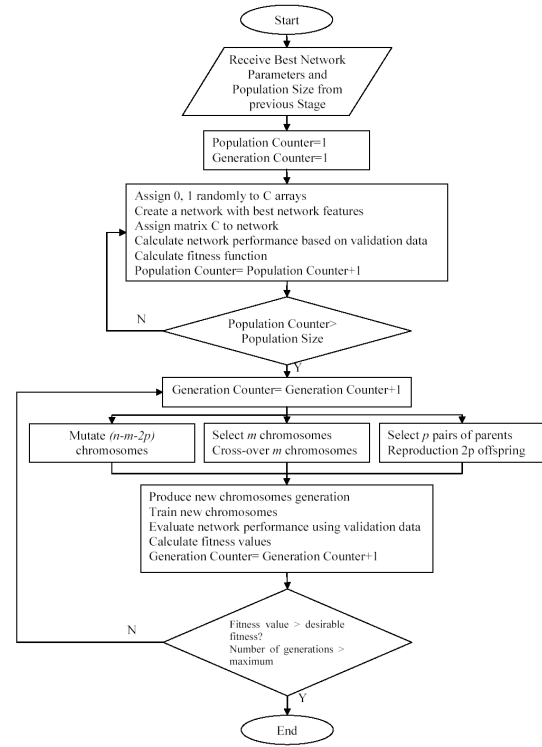 Start
Receive Best Network
Parameters and
Population Size from
previous Stage
Population Counter=1
Generation Counter=1
Assign 0, 1 randomly to C arrays
Create a network with best network features
Assign matrix C to network
Calculate network performance based on validation data
Calculate fitness function
Population Counter= Population Counter+1
N
Population Counter>
Population Size
Y
Generation Counter= Generation Counter+1
Mutate (n-m-2p)
chromosomes
Select m chromosomes
Cross-over m chromosomes
Select p pairs of parents
Reproduction 2p offspring
Produce new chromosomes generation
Train new chromosomes
Evaluate network performance using validation data
Calculate fitness values
Generation Counter= Generation Counter+1
N
Fitness value > desirable
fitness?
Number of generations >
maximum
Y
End